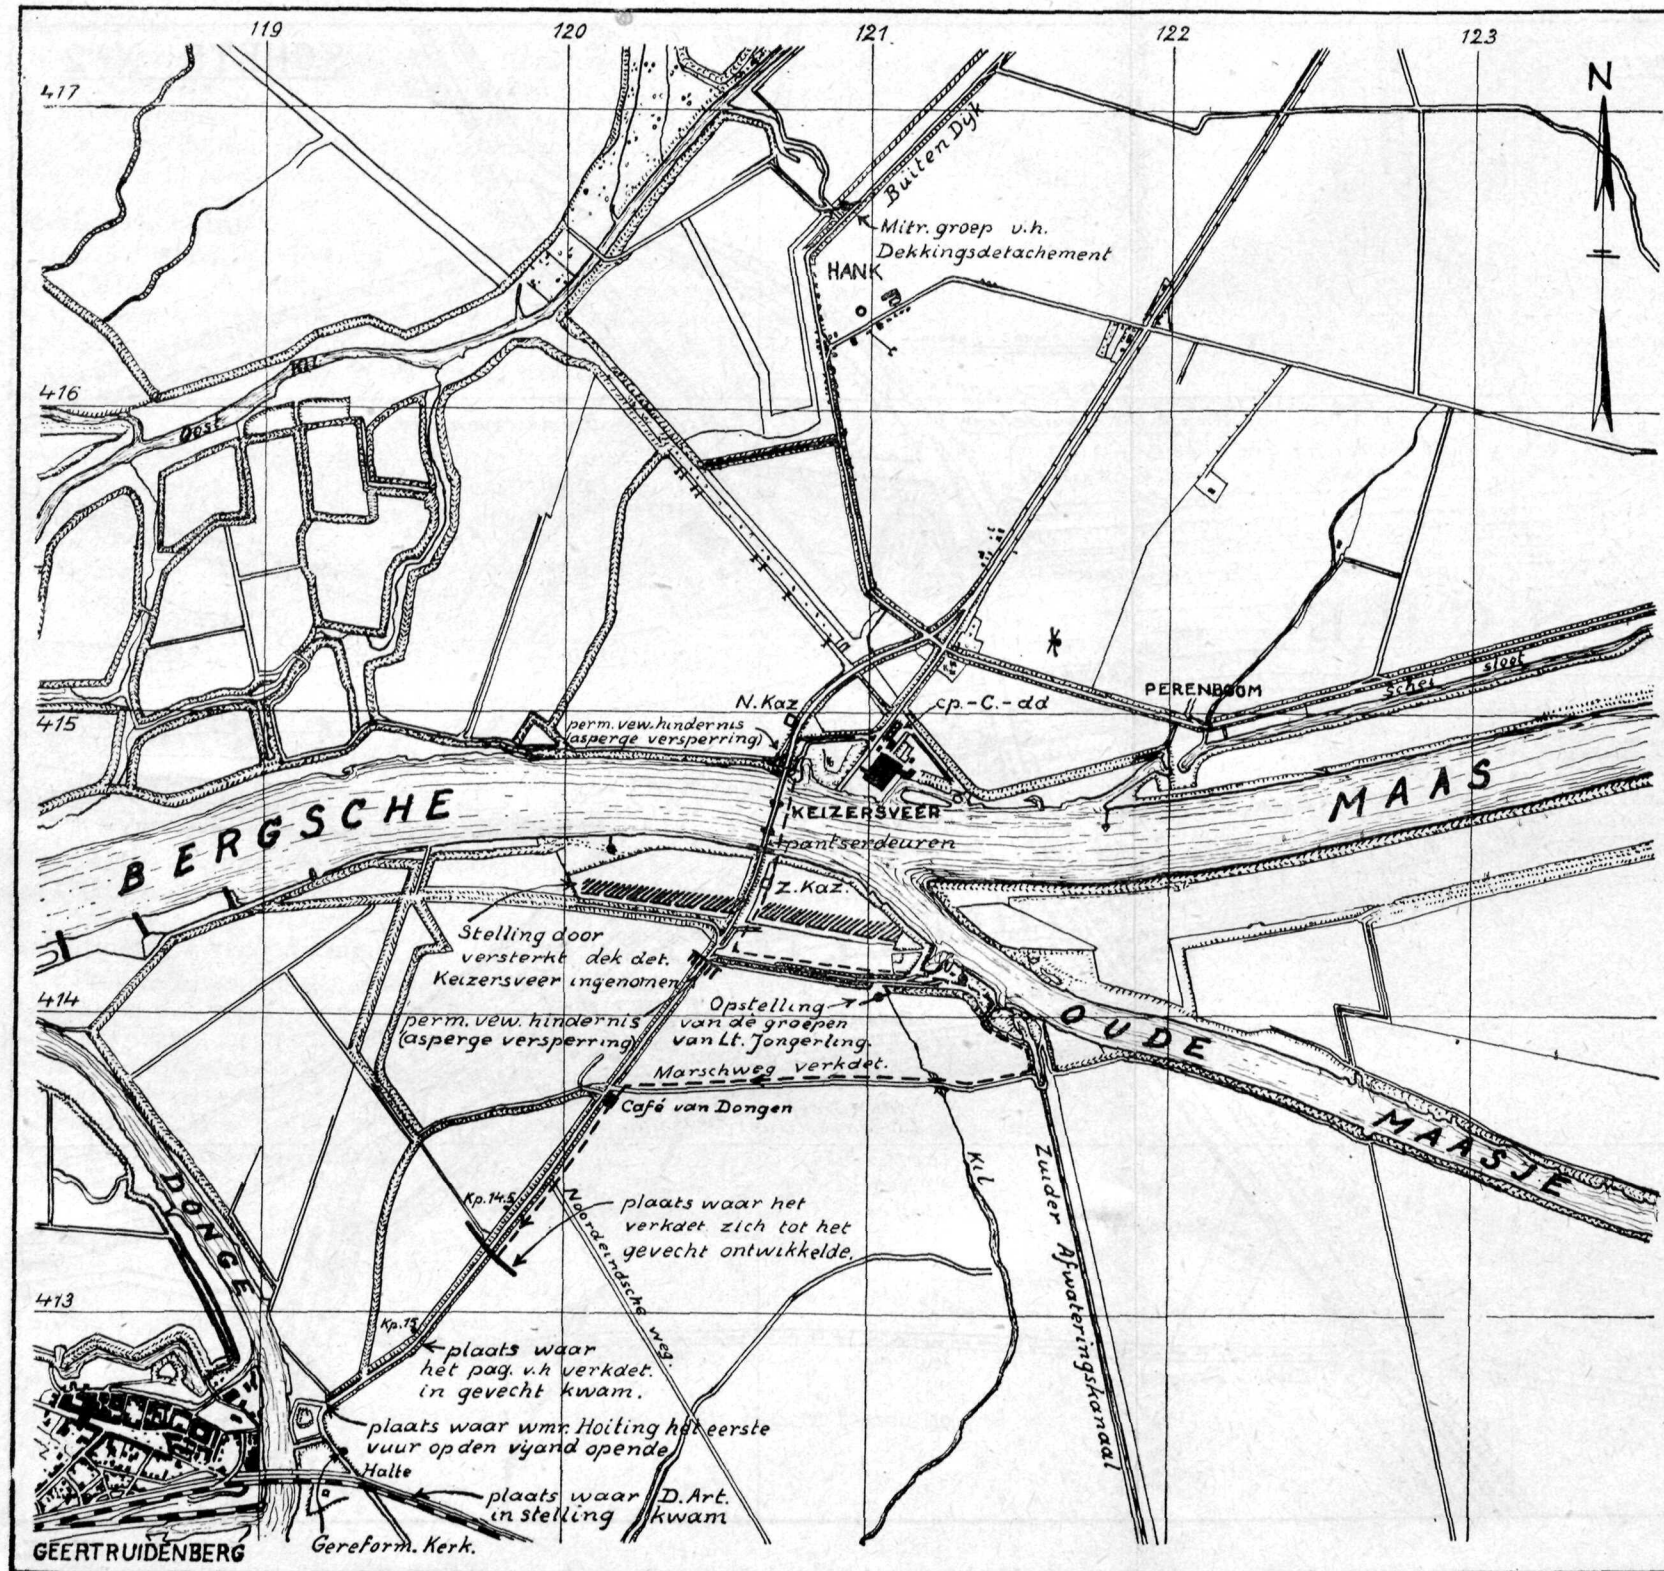 119 120 121 122 123
N
417
Buiten Dyk
Mitr. groep v.h.
Dekkingsdetachement
HANK
416
Oost Kil
415
N. Kaz
perm. vew. hindernis
(asperge versperring)
cp.-C.-dd
PERENBOOM
Schei sloot
BERGSCHE
MAAS
KEIZERSVEER
pantserdeuren
Z. Kaz.
Stelling door
versterkt dek det.
Keizersveer ingenomen
414
perm. vew. hindernis
(asperge versperring)
Opstelling
van de groepen
van Lt. Jongerling.
Marschweg verkdet.
OUDE
MAASJE
Café van Dongen
DONGE
Kp. 14.5
Noordeindsche weg.
plaats waar het
verkdet. zich tot het
gevecht ontwikkelde.
Kil
Zuider Afwateringskanaal
413
Kp. 15
plaats waar
het pag. v.h verkdet.
in gevecht kwam.
plaats waar wmr. Hoiting het eerste
vuur op den vyand opende
Halte
plaats waar D. Art.
in stelling kwam
GEERTRUIDENBERG
Gereform. Kerk.